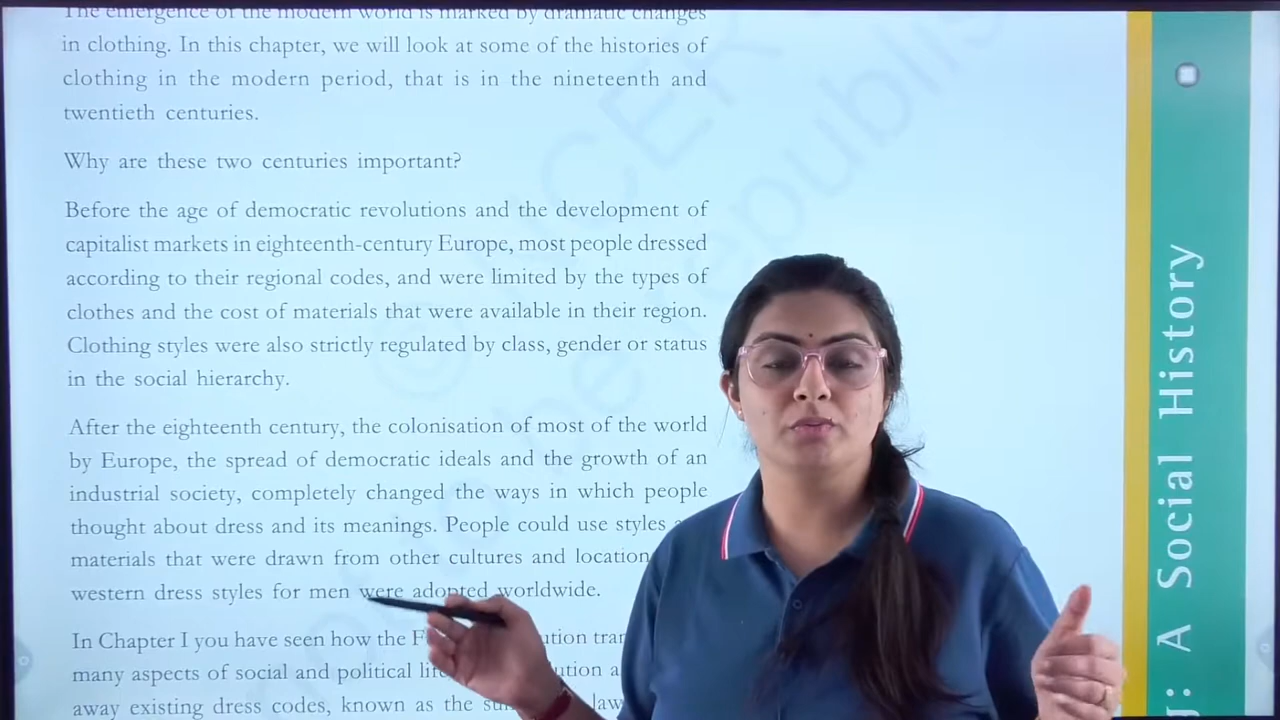 The emergence of the modern world is marked by dramatic changes
in clothing. In this chapter, we will look at some of the histories of
clothing in the modern period, that is in the nineteenth and
twentieth centuries.
Why are these two centuries important?
Before the age of democratic revolutions and the development of
capitalist markets in eighteenth-century Europe, most people dressed
according to their regional codes, and were limited by the types of
clothes and the cost of materials that were available in their region.
Clothing styles were also strictly regulated by class, gender or status
in the social hierarchy.
After the eighteenth century, the colonisation of most of the world
by Europe, the spread of democratic ideals and the growth of an
industrial society, completely changed the ways in which people
thought about dress and its meanings. People could use styles
materials that were drawn from other cultures and location
western dress styles for men were adopted worldwide.
In Chapter I you have seen how the F ution tran
many aspects of social and political life ution a
away existing dress codes, known as the su law
: A Social History
© NCER
republis